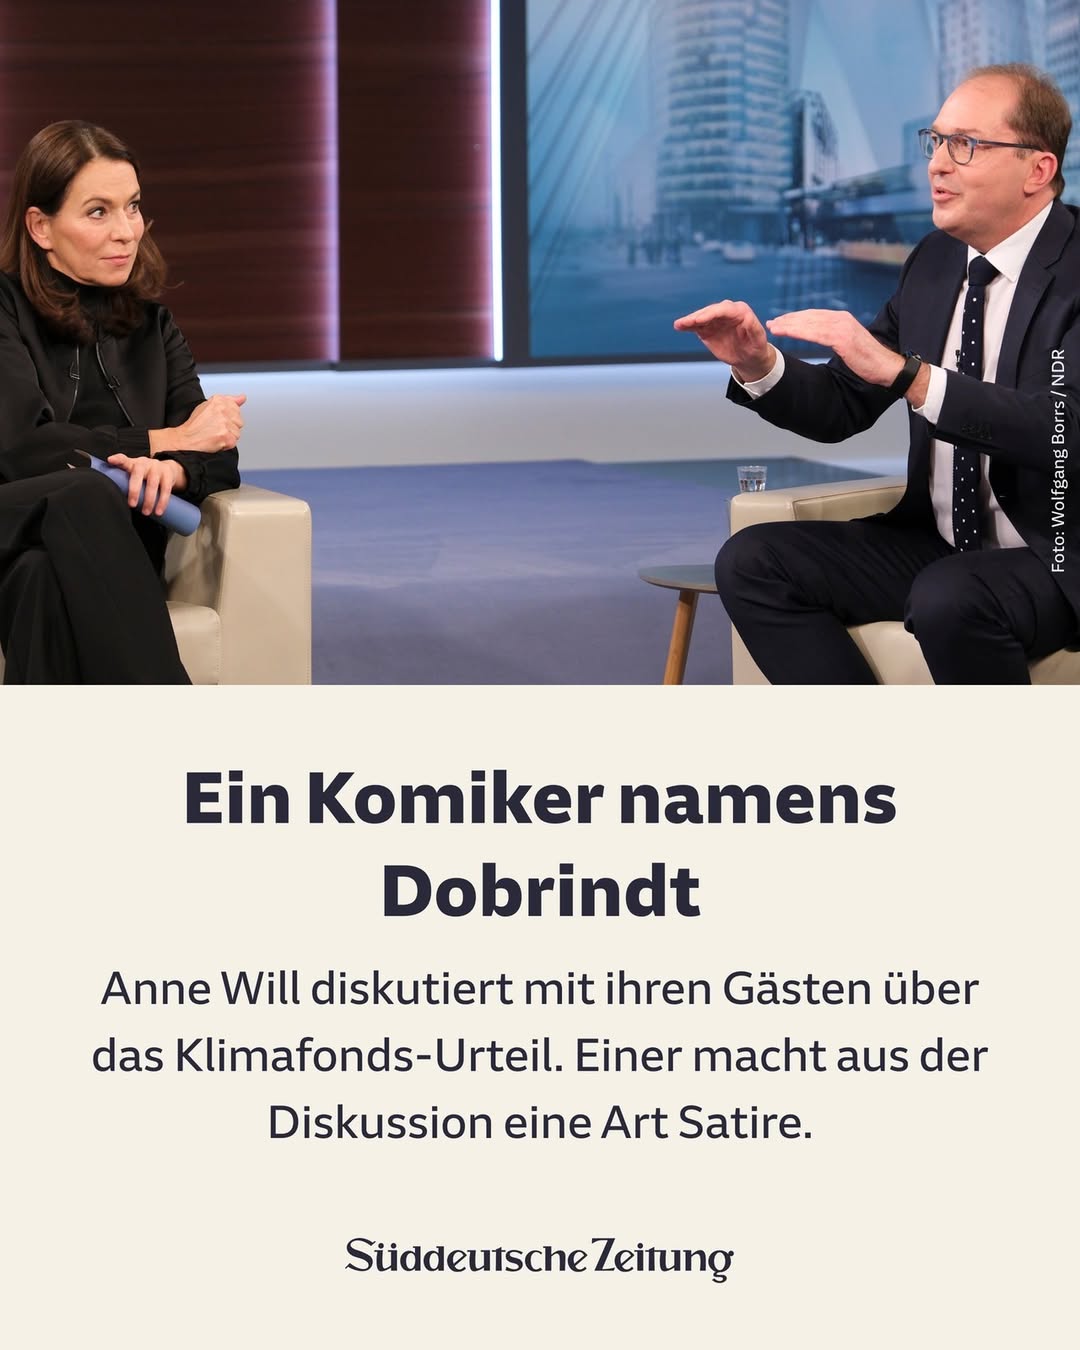 Foto: Wolfgang Borrs / NDR
Ein Komiker namens
Dobrindt
Anne Will diskutiert mit ihren Gästen über
das Klimafonds-Urteil. Einer macht aus der
Diskussion eine Art Satire.
Süddeutsche Zeitung